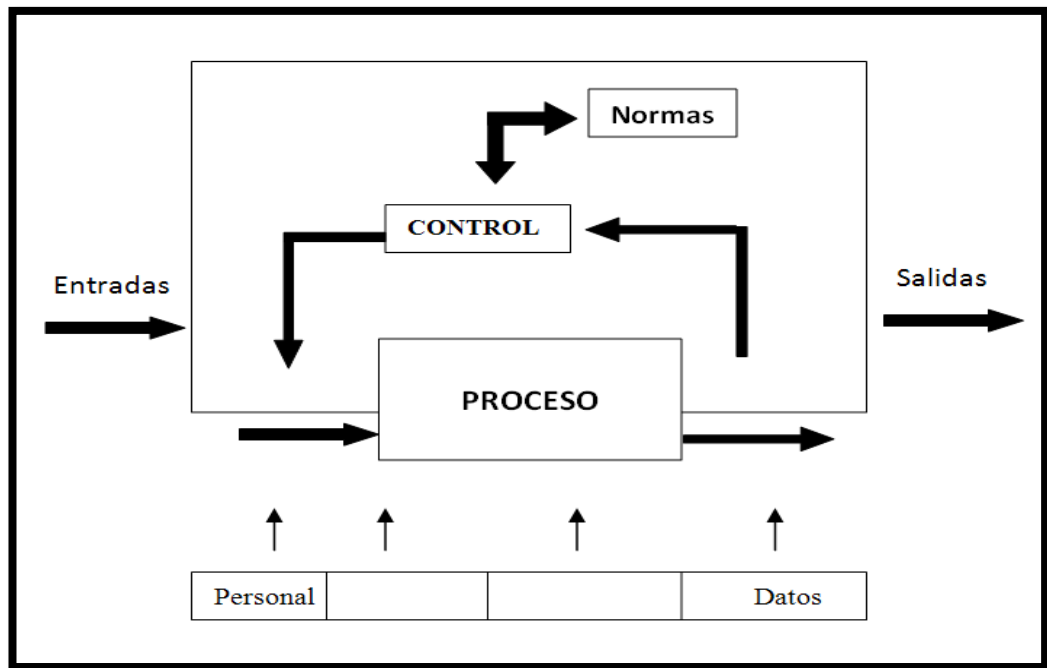 Normas
CONTROL
Entradas
Salidas
PROCESO
Personal
Datos